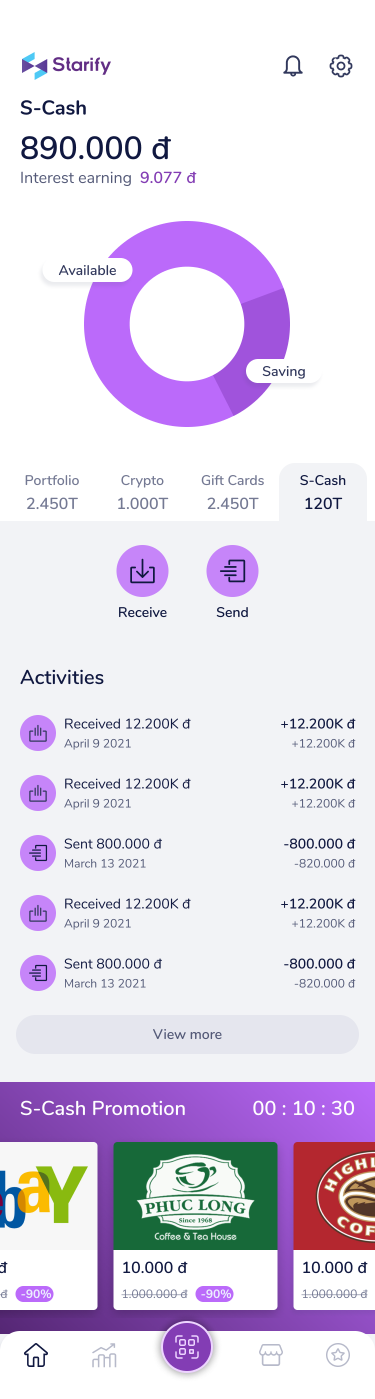 Starify
S-Cash
890.000 đ
Interest earning 9.077 đ
Available
Saving
Portfolio Crypto Gift Cards S-Cash
2.450T 1.000T 2.450T 120T
Receive Send
Activities
Received 12.200K đ +12.200K đ
April 9 2021 +12.200K đ
Received 12.200K đ +12.200K đ
April 9 2021 +12.200K đ
Sent 800.000 đ -800.000 đ
March 13 2021 -820.000 đ
Received 12.200K đ +12.200K đ
April 9 2021 +12.200K đ
Sent 800.000 đ -800.000 đ
March 13 2021 -820.000 đ
View more
S-Cash Promotion 00 : 10 : 30
ebaY
PHUC LONG
Since 1968
Coffee & Tea House
HIGHL
COF
đ 10.000 đ 10.000 đ
đ -90% 1.000.000 đ -90% 1.000.000 đ